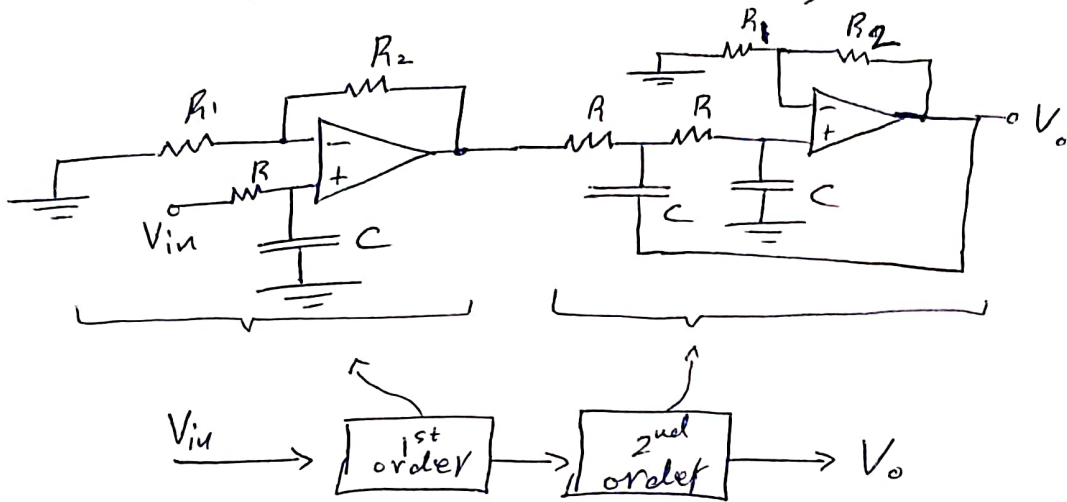 R1 R2
R2
R1 R R
- -
R + +
Vin C C C Vo
Vin 1st order 2nd order Vo